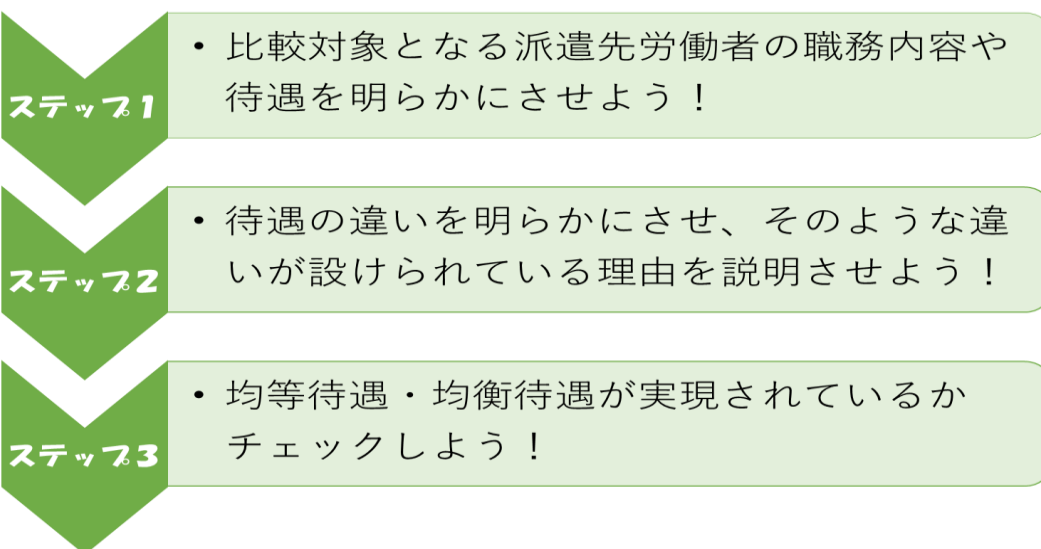 ステップ1
• 比較対象となる派遣先労働者の職務内容や
待遇を明らかにさせよう！
ステップ2
• 待遇の違いを明らかにさせ、そのような違
いが設けられている理由を説明させよう！
ステップ3
• 均等待遇・均衡待遇が実現されているか
チェックしよう！